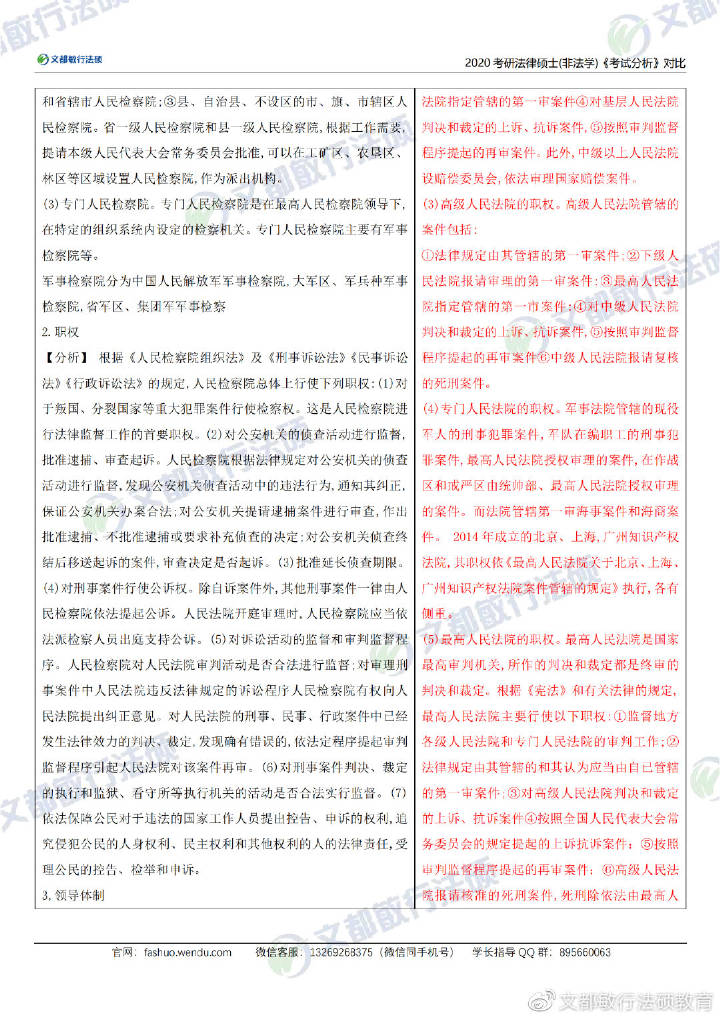 文都敏行法硕
2020 考研法律硕士(非法学)《考试分析》对比
和省辖市人民检察院;③县、自治县、不设区的市、旗、市辖区人
民检察院。省一级人民检察院和县一级人民检察院,根据工作需要,
提请本级人民代表大会常务委员会批准,可以在工矿区、农垦区、
林区等区域设置人民检察院,作为派出机构。
(3)专门人民检察院。专门人民检察院是在最高人民检察院领导下,
在特定的组织系统内设定的检察机关。专门人民检察院主要有军事
检察院等。
军事检察院分为中国人民解放军军事检察院,大军区、军兵种军事
检察院,省军区、集团军军事检察
2. 职权
【分析】 根据《人民检察院组织法》及《刑事诉讼法》《民事诉讼
法》《行政诉讼法》的规定,人民检察院总体上行使下列职权:(1)对
于叛国、分裂国家等重大犯罪案件行使检察权。这是人民检察院进
行法律监督工作的首要职权。(2)对公安机关的侦查活动进行监督,
批准逮捕、审查起诉。人民检察院根据法律规定对公安机关的侦查
活动进行监督,发现公安机关侦查活动中的违法行为,通知其纠正,
保证公安机关办案合法;对公安机关提请逮捕案件进行审查,作出
批准逮捕、不批准逮捕或要求补充侦查的决定;对公安机关侦查终
结后移送起诉的案件,审查决定是否起诉。(3)批准延长侦查期限。
(4)对刑事案件行使公诉权。除自诉案件外,其他刑事案件一律由人
民检察院依法提起公诉。人民法院开庭审理时,人民检察院应当依
法派检察人员出庭支持公诉。(5)对诉讼活动的监督和审判监督程
序。人民检察院对人民法院审判活动是否合法进行监督;对审理刑
事案件中人民法院违反法律规定的诉讼程序人民检察院有权向人
民法院提出纠正意见。对人民法院的刑事、民事、行政案件中已经
发生法律效力的判决、裁定,发现确有错误的,依法定程序提起审判
监督程序引起人民法院对该案件再审。(6)对刑事案件判决、裁定
的执行和监狱、看守所等执行机关的活动是否合法实行监督。(7)
依法保障公民对于违法的国家工作人员提出控告、申诉的权利,追
究侵犯公民的人身权利、民主权利和其他权利的人的法律责任,受
理公民的控告、检举和申诉。
3. 领导体制
法院指定管辖的第一审案件④对基层人民法院
判决和裁定的上诉、抗诉案件,⑤按照审判监督
程序提起的再审案件。此外,中级以上人民法院
设赔偿委员会,依法审理国家赔偿案件。
(3)高级人民法院的职权。高级人民法院管辖的
案件包括:
①法律规定由其管辖的第一审案件;②下级人
民法院报请审理的第一审案件;③最高人民法
院指定管辖的第一市案件;④对中级人民法院
判决和裁定的上诉、抗诉案件,⑤按照审判监督
程序提起的再审案件⑥中级人民法院报请复核
的死刑案件。
(4)专门人民法院的职权。军事法院管辖的现役
军人的刑事犯罪案件,军队在编职工的刑事犯
罪案件,最高人民法院授权审理的案件,在作战
区和戒严区由统帅部、最高人民法院授权审理
的案件。而法院管辖第一审海事案件和海商案
件。 2014 年成立的北京、上海,广州知识产权
法院,其职权依《最高人民法院关于北京、上海、
广州知识产权法院案件管辖的规定》执行,各有
侧重。
(5)最高人民法院的职权。最高人民法院是国家
最高审判机关,所作的判决和裁定都是终审的
判决和裁定。根据《宪法》和有关法律的规定,
最高人民法院主要行使以下职权:①监督地方
各级人民法院和专门人民法院的审判工作;②
法律规定由其管辖的和其认为应当由自己管辖
的第一审案件;③对高级人民法院判决和裁定
的上诉、抗诉案件④按照全国人民代表大会常
务委员会的规定提起的上诉抗诉案件; ⑤按照
审判监督程序提起的再审案件; ⑥高级人民法
院报请核准的死刑案件,死刑除依法由最高人
官网：fashuo.wendu.com 微信客服：13269268375（微信同手机号） 学长指导 QQ 群：895660063
文都敏行法硕教育